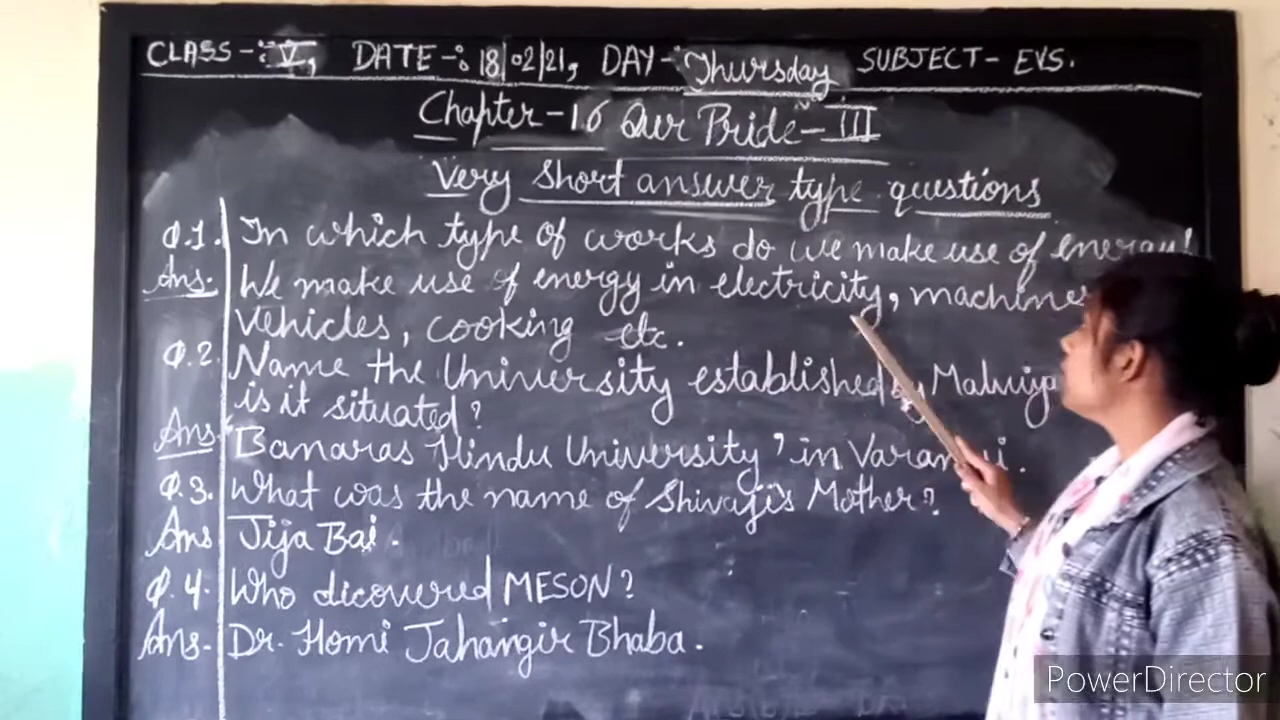 CLASS-: V, DATE-: 18/02/21, DAY-: Thursday SUBJECT- EVS.
Chapter-16 Our Pride-III
Very short answer type questions
Q.1. In which type of works do we make use of energy?
Ans: We make use of energy in electricity, machines
vehicles, cooking etc.
Q.2. Name the University established by Malviya
is it situated?
Ans. Banaras Hindu University, in Varanasi.
Q.3. What was the name of Shivaji's Mother?
Ans Jija Bai.
Q.4. Who dicovered MESON?
Ans. Dr. Homi Jahangir Bhaba.
PowerDirector